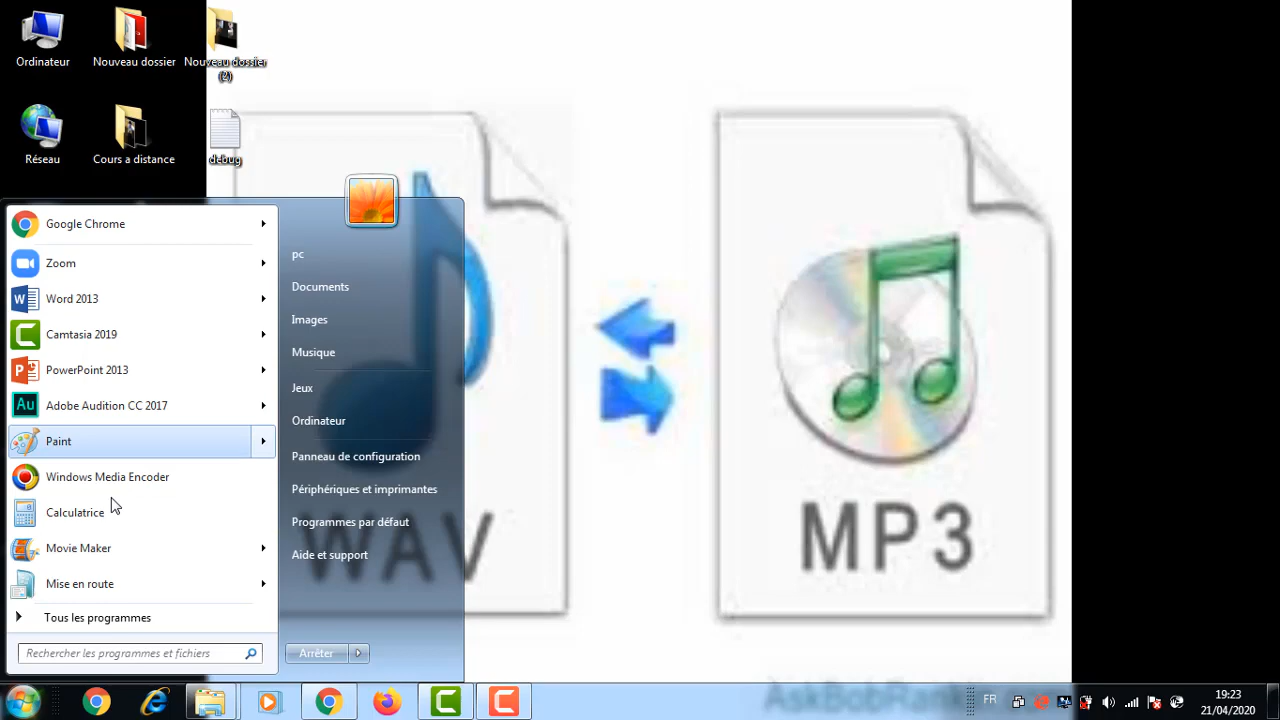 Ordinateur
Nouveau dossier
Nouveau dossier
(2)
Réseau
Cours a distance
debug
Google Chrome
Zoom
Word 2013
Camtasia 2019
PowerPoint 2013
Adobe Audition CC 2017
Paint
Windows Media Encoder
Calculatrice
Movie Maker
Mise en route
Tous les programmes
Rechercher les programmes et fichiers
pc
Documents
Images
Musique
Jeux
Ordinateur
Panneau de configuration
Périphériques et imprimantes
Programmes par défaut
Aide et support
Arrêter
WAV
MP3
FR
19:23
21/04/2020